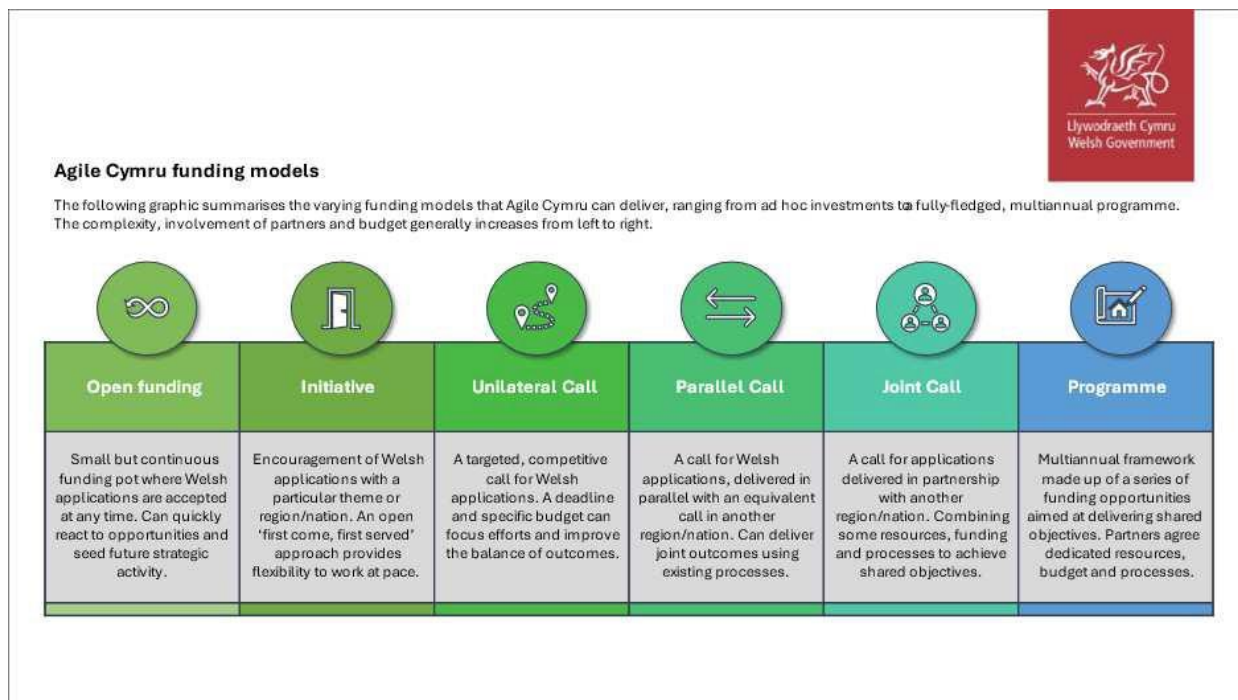 Llywodraeth Cymru
Welsh Government
Agile Cymru funding models
The following graphic summarises the varying funding models that Agile Cymru can deliver, ranging from ad hoc investments to a fully-fledged, multiannual programme.
The complexity, involvement of partners and budget generally increases from left to right.
Open funding
Small but continuous
funding pot where Welsh
applications are accepted
at any time. Can quickly
react to opportunities and
seed future strategic
activity.
Initiative
Encouragement of Welsh
applications with a
particular theme or
region/nation. An open
‘first come, first served’
approach provides
flexibility to work at pace.
Unilateral Call
A targeted, competitive
call for Welsh
applications. A deadline
and specific budget can
focus efforts and improve
the balance of outcomes.
Parallel Call
A call for Welsh
applications, delivered in
parallel with an equivalent
call in another
region/nation. Can deliver
joint outcomes using
existing processes.
Joint Call
A call for applications
delivered in partnership
with another
region/nation. Combining
some resources, funding
and processes to achieve
shared objectives.
Programme
Multiannual framework
made up of a series of
funding opportunities
aimed at delivering shared
objectives. Partners agree
dedicated resources,
budget and processes.